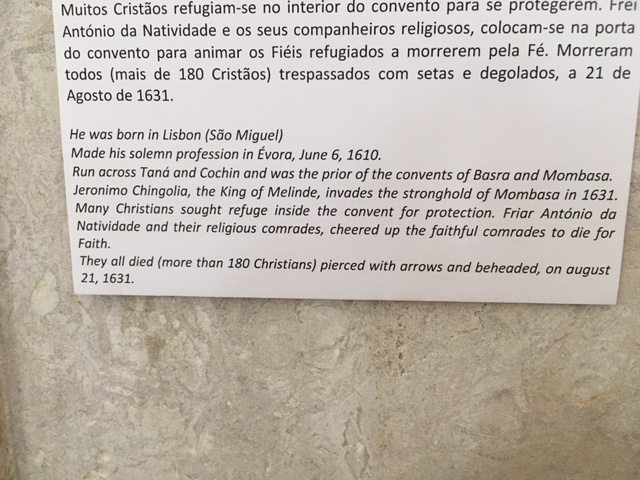 Muitos Cristãos refugiam-se no interior do convento para se protegerem. Frei
António da Natividade e os seus companheiros religiosos, colocam-se na porta
do convento para animar os Fiéis refugiados a morrerem pela Fé. Morreram
todos (mais de 180 Cristãos) trespassados com setas e degolados, a 21 de
Agosto de 1631.
He was born in Lisbon (São Miguel)
Made his solemn profession in Évora, June 6, 1610.
Run across Taná and Cochin and was the prior of the convents of Basra and Mombasa.
Jeronimo Chingolia, the King of Melinde, invades the stronghold of Mombasa in 1631.
Many Christians sought refuge inside the convent for protection. Friar António da
Natividade and their religious comrades, cheered up the faithful comrades to die for
Faith.
They all died (more than 180 Christians) pierced with arrows and beheaded, on august
21, 1631.